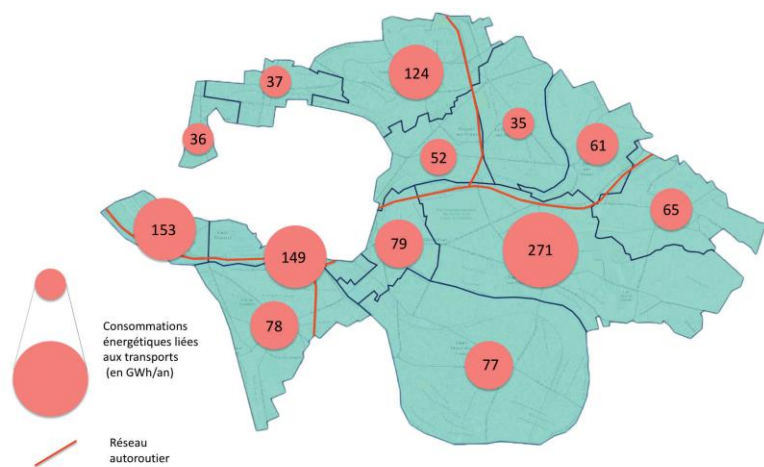 124
37
35
36
52
61
65
153
79
271
149
78
77
Consommations
énergétiques liées
aux transports
(en GWh/an)
Réseau
autoroutier